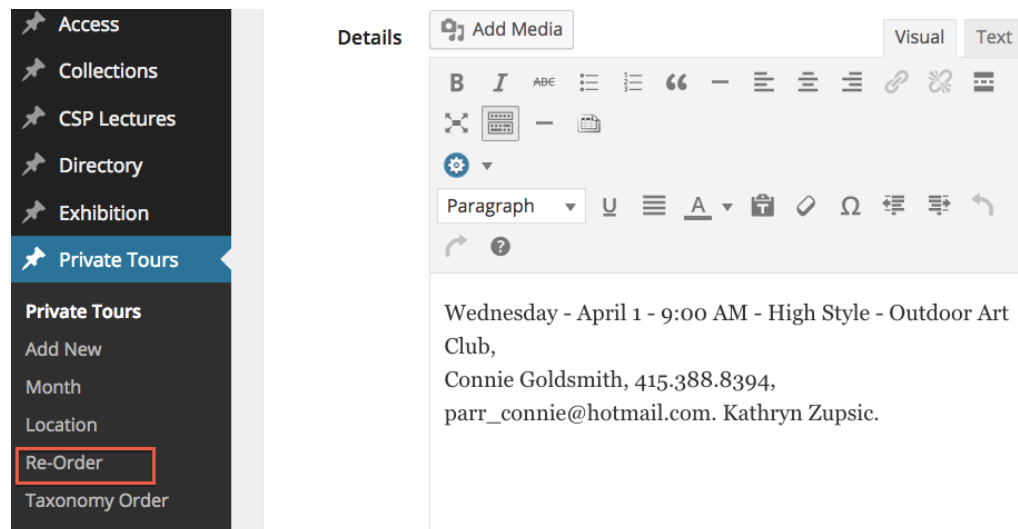 Access
Collections
CSP Lectures
Directory
Exhibition
Private Tours
Private Tours
Add New
Month
Location
Re-Order
Taxonomy Order
Details
Add Media
Visual
Text
B I ABC
Paragraph U A Ω
Wednesday - April 1 - 9:00 AM - High Style - Outdoor Art
Club,
Connie Goldsmith, 415.388.8394,
parr_connie@hotmail.com. Kathryn Zupsic.